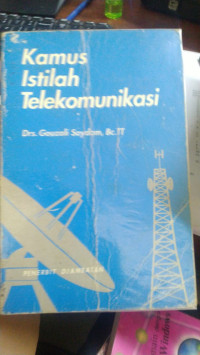 Kamus
Istilah
Telekomunikasi
Drs. Gouzali Saydam, Bc.TT
PENERBIT DJAMBATAN